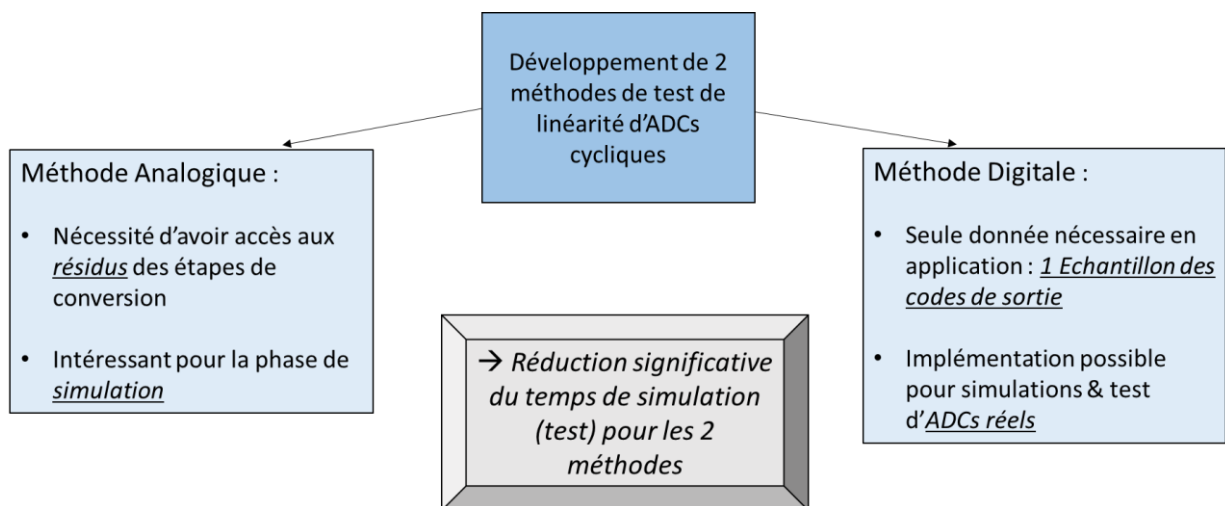 Développement de 2
méthodes de test de
linéarité d’ADCs
cycliques
Méthode Analogique :
• Nécessité d’avoir accès aux
résidus des étapes de
conversion
• Intéressant pour la phase de
simulation
Méthode Digitale :
• Seule donnée nécessaire en
application : 1 Echantillon des
codes de sortie
• Implémentation possible
pour simulations & test
d’ADCs réels
→ Réduction significative
du temps de simulation
(test) pour les 2
méthodes